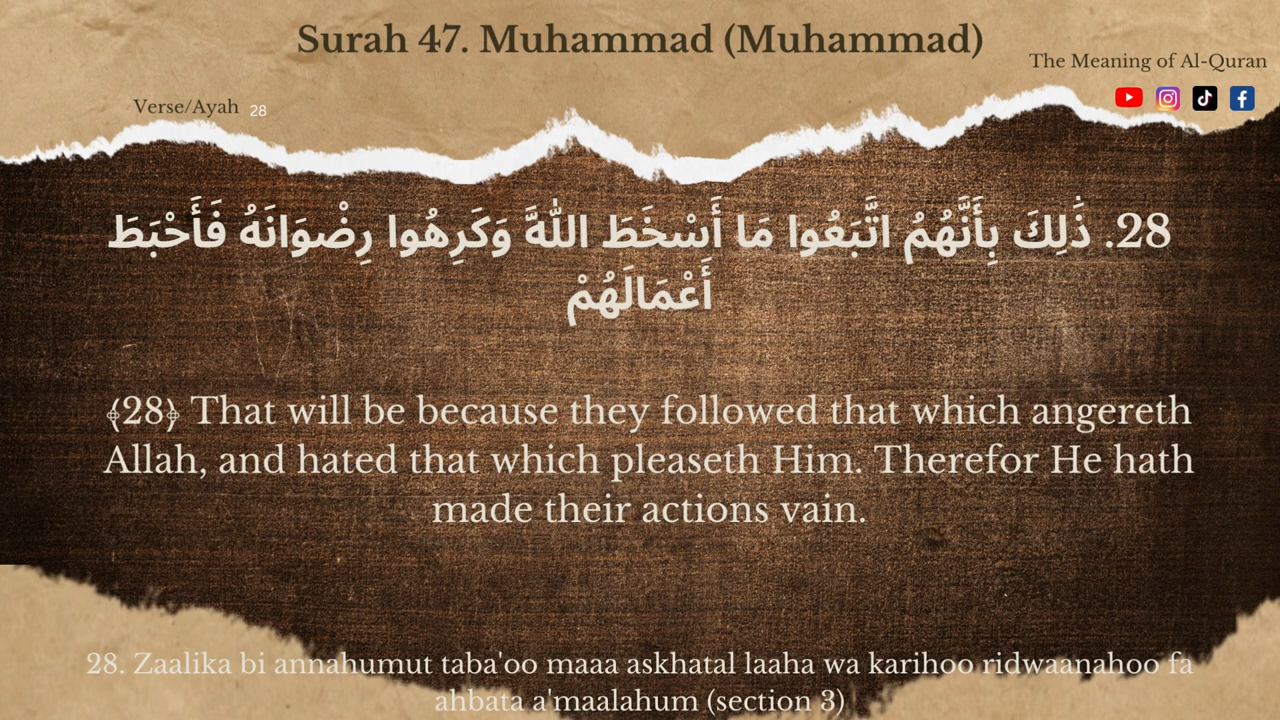 Surah 47. Muhammad (Muhammad)
The Meaning of Al-Quran
Verse/Ayah 28
28. ذَٰلِكَ بِأَنَّهُمُ اتَّبَعُوا مَا أَسْخَطَ اللَّهَ وَكَرِهُوا رِضْوَانَهُ فَأَحْبَطَ
أَعْمَالَهُمْ
﴾28﴿ That will be because they followed that which angereth
Allah, and hated that which pleaseth Him. Therefor He hath
made their actions vain.
28. Zaalika bi annahumut taba'oo maaa askhatal laaha wa karihoo ridwaanahoo fa
ahbata a'maalahum (section 3)